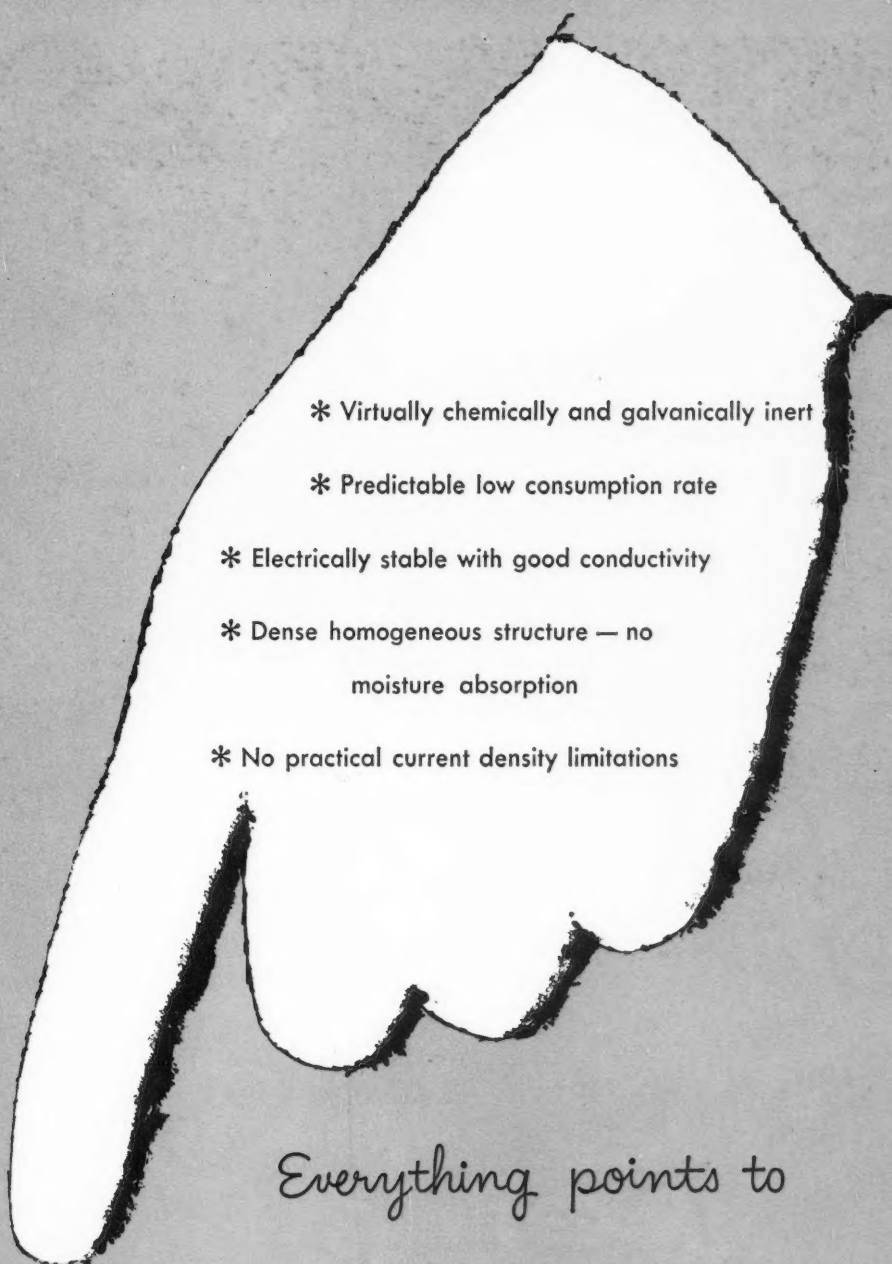 * Virtually chemically and galvanically inert
* Predictable low consumption rate
* Electrically stable with good conductivity
* Dense homogeneous structure — no
moisture absorption
* No practical current density limitations
Everything points to